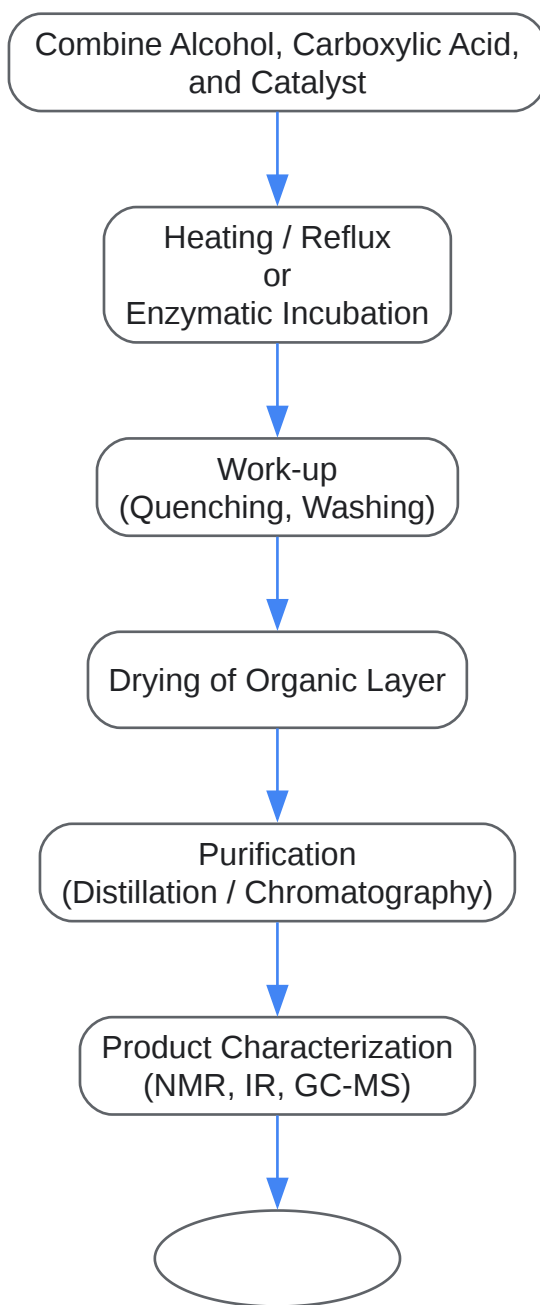 Combine Alcohol, Carboxylic Acid,
and Catalyst
Heating / Reflux
or
Enzymatic Incubation
Work-up
(Quenching, Washing)
Drying of Organic Layer
Purification
(Distillation / Chromatography)
Product Characterization
(NMR, IR, GC-MS)